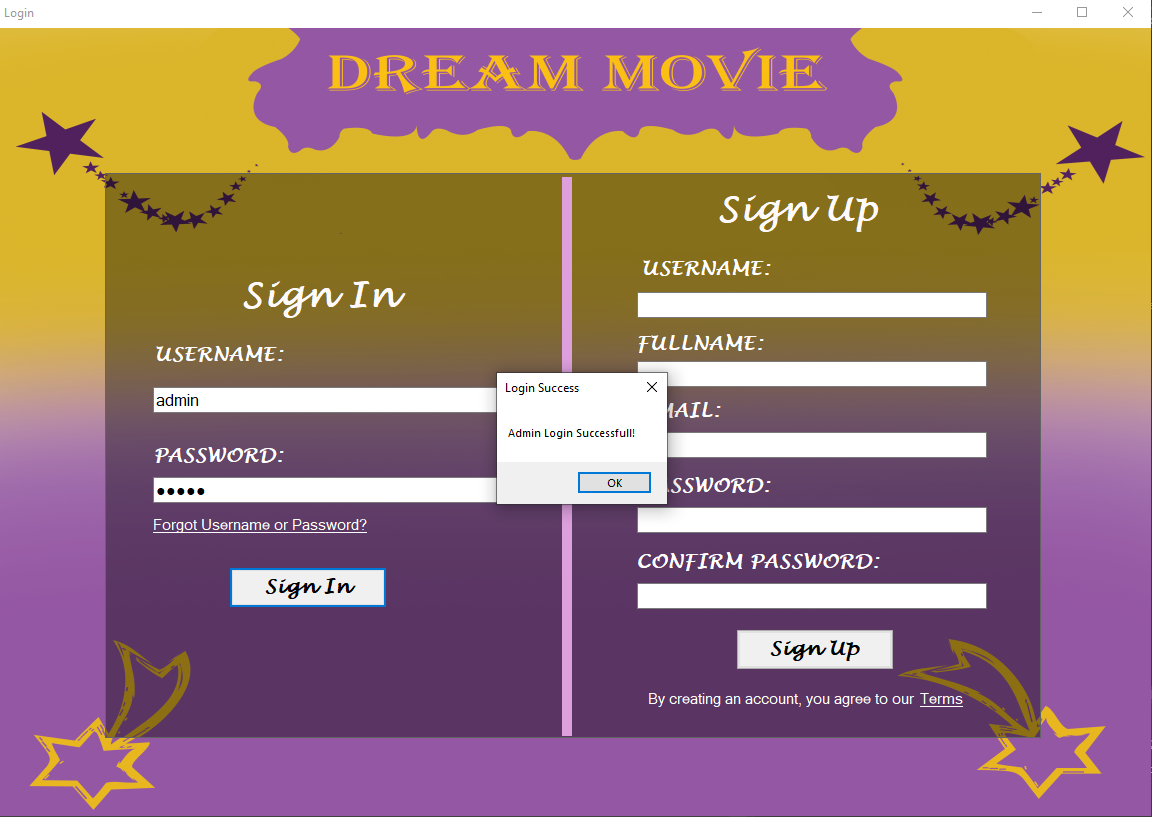 Login
DREAM MOVIE
Sign In
USERNAME:
admin
PASSWORD:
●●●●●
Forgot Username or Password?
Sign In
Login Success
Admin Login Successfull!
OK
Sign Up
USERNAME:
FULLNAME:
MAIL:
ASSWORD:
CONFIRM PASSWORD:
Sign Up
By creating an account, you agree to our Terms